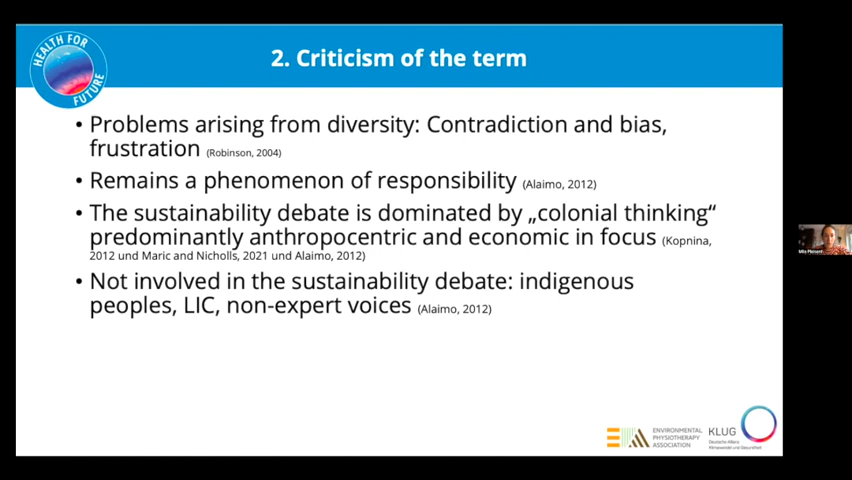 HEALTH FOR FUTURE
2. Criticism of the term
• Problems arising from diversity: Contradiction and bias,
frustration (Robinson, 2004)
• Remains a phenomenon of responsibility (Alaimo, 2012)
• The sustainability debate is dominated by „colonial thinking“
predominantly anthropocentric and economic in focus (Kopnina,
2012 und Maric and Nicholls, 2021 und Alaimo, 2012)
• Not involved in the sustainability debate: indigenous
peoples, LIC, non-expert voices (Alaimo, 2012)
ENVIRONMENTAL
PHYSIOTHERAPY
ASSOCIATION
KLUG
Deutsche Allianz
Klimawandel und Gesundheit